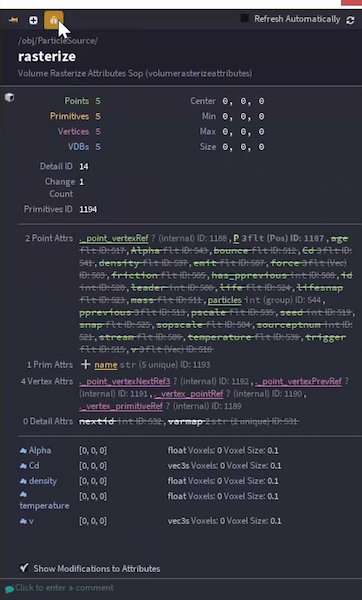 Refresh Automatically
/obj/ParticleSource/
rasterize
Volume Rasterize Attributes Sop (volumerasterizeattributes)
Points 5 Center 0, 0, 0
Primitives 5 Min 0, 0, 0
Vertices 5 Max 0, 0, 0
VDBs 5 Size 0, 0, 0
Detail ID 14
Change 1
Count
Primitives ID 1194
2 Point Attrs _point_vertexRef ? (internal) ID: 1188, P 3flt (Pos) ID: 1187, age
flt ID: 517, Alpha flt ID: 543, bounce flt ID: 512, Cd 3flt ID:
541, density flt ID: 537, emit flt ID: 507, force 3flt (Vec)
ID: 503, friction flt ID: 505, has_pprevious int ID: 508, id
int ID: 520, leader int ID: 506, life flt ID: 524, lifesnap
flt ID: 523, mass flt ID: 511, particles int (group) ID: 544,
pprevious 3flt ID: 513, pscale flt ID: 535, seed int ID: 519,
snap flt ID: 525, sopscale flt ID: 504, sourceptnum int ID:
521, stream flt ID: 509, temperature flt ID: 539, trigger
flt ID: 515, v 3flt (Vec) ID: 516
1 Prim Attrs name str (5 unique) ID: 1193
4 Vertex Attrs _point_vertexNextRef3 ? (internal) ID: 1192, _point_vertexPrevRef
? (internal) ID: 1191, _vertex_pointRef ? (internal) ID: 1190,
_vertex_primitiveRef ? (internal) ID: 1189
0 Detail Attrs nextid int ID: 532, varmap 2str (2 unique) ID: 531
Alpha [0, 0, 0] float Voxels: 0 Voxel Size: 0.1
Cd [0, 0, 0] vec3s Voxels: 0 Voxel Size: 0.1
density [0, 0, 0] float Voxels: 0 Voxel Size: 0.1
temperature [0, 0, 0] float Voxels: 0 Voxel Size: 0.1
v [0, 0, 0] vec3s Voxels: 0 Voxel Size: 0.1
Show Modifications to Attributes
Click to enter a comment